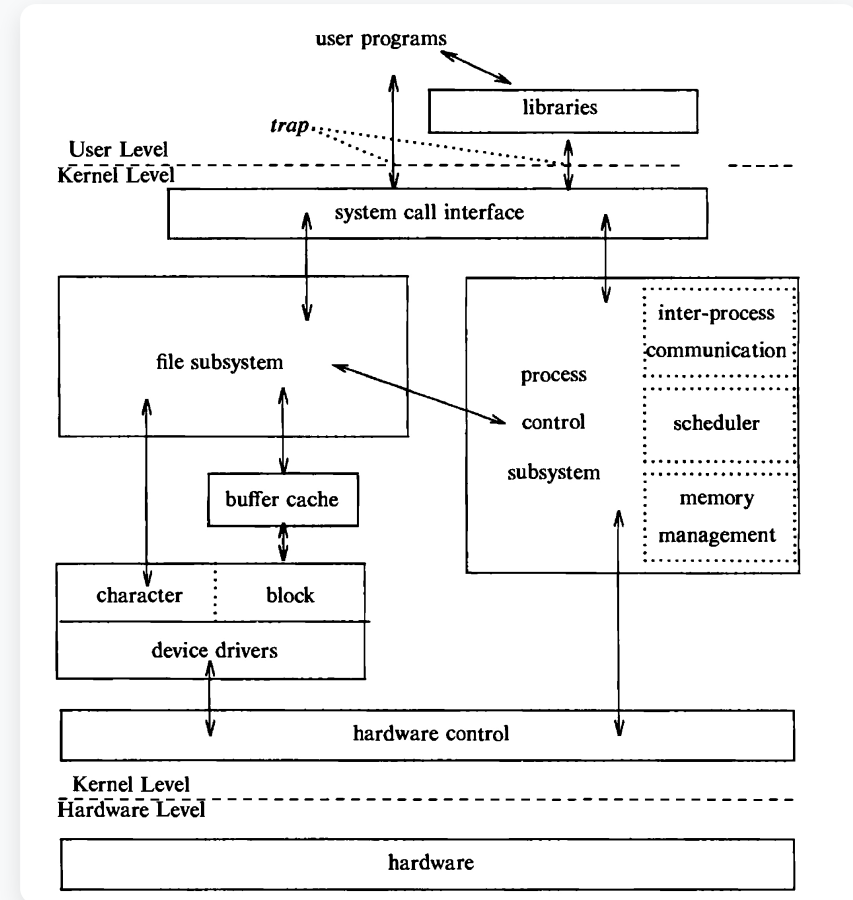 user programs
libraries
trap
User Level
Kernel Level
system call interface
inter-process
communication
file subsystem
process
control
subsystem
scheduler
memory
management
buffer cache
character
block
device drivers
hardware control
Kernel Level
Hardware Level
hardware